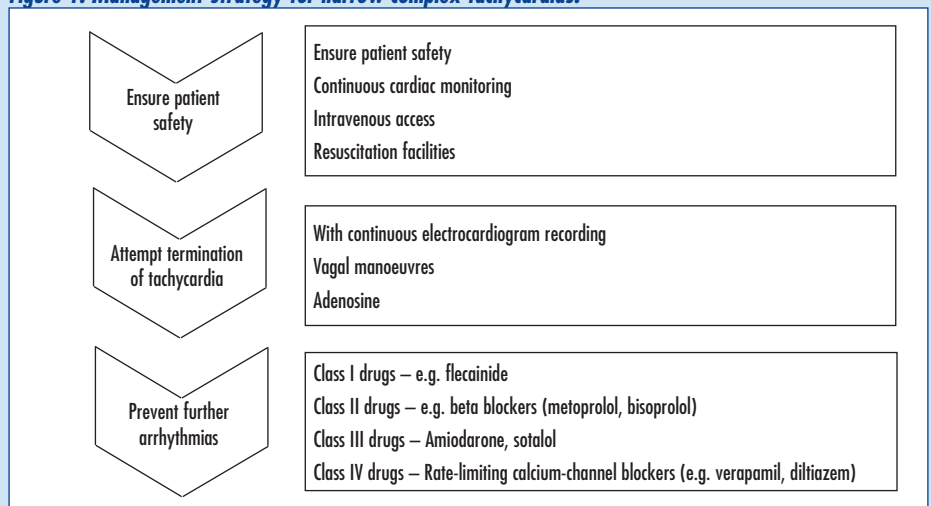 Figure 1. Management strategy for narrow complex tachycardias.
Ensure patient
safety
Ensure patient safety
Continuous cardiac monitoring
Intravenous access
Resuscitation facilities
Attempt termination
of tachycardia
With continuous electrocardiogram recording
Vagal manoeuvres
Adenosine
Prevent further
arrhythmias
Class I drugs – e.g. flecainide
Class II drugs – e.g. beta blockers (metoprolol, bisoprolol)
Class III drugs – Amiodarone, sotalol
Class IV drugs – Rate-limiting calcium-channel blockers (e.g. verapamil, diltiazem)